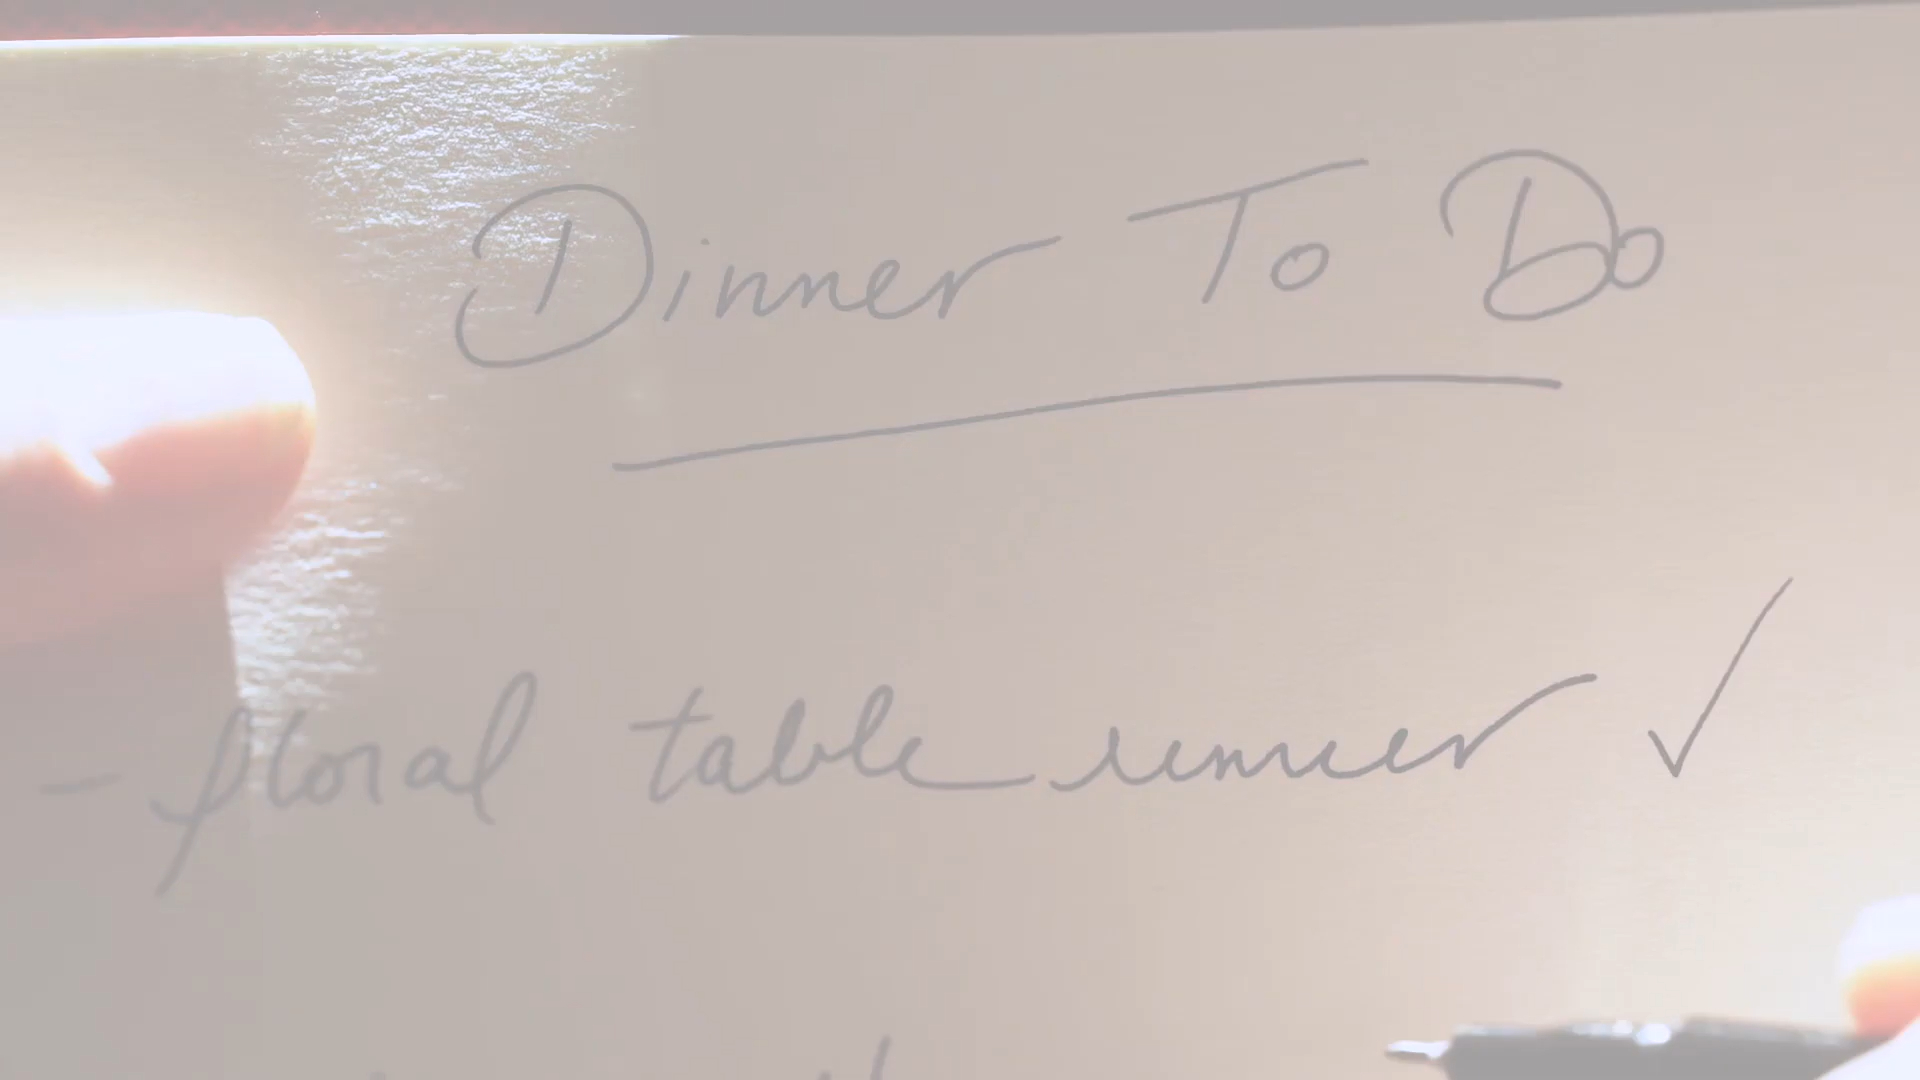 Dinner To Do
- floral table runner ✓